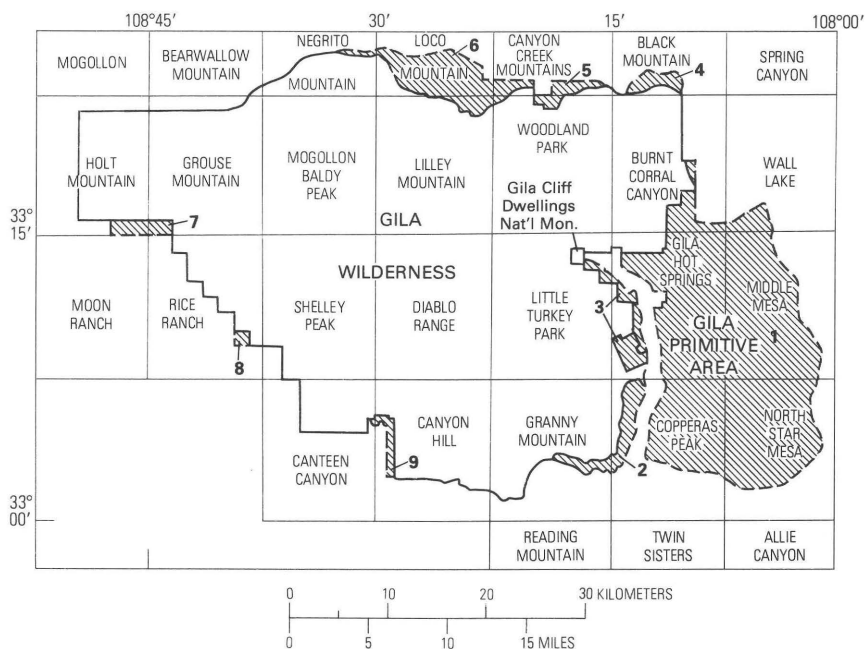 108°45′
30′
15′
108°00′
NEGRITO
LOCO
6
CANYON
CREEK
MOUNTAINS
5
BLACK
MOUNTAIN
4
MOGOLLON
BEARWALLOW
MOUNTAIN
MOUNTAIN
MOUNTAIN
SPRING
CANYON
HOLT
MOUNTAIN
GROUSE
MOUNTAIN
MOGOLLON
BALDY
PEAK
LILLEY
MOUNTAIN
WOODLAND
PARK
BURNT
CORRAL
CANYON
WALL
LAKE
Gila Cliff
Dwellings
Nat'l Mon.
33°
15′
7
GILA
WILDERNESS
GILA
HOT
SPRINGS
MIDDLE
MESA
MOON
RANCH
RICE
RANCH
SHELLEY
PEAK
DIABLO
RANGE
LITTLE
TURKEY
PARK
3
GILA
PRIMITIVE
AREA
1
8
CANYON
HILL
GRANNY
MOUNTAIN
COPPERAS
PEAK
NORTH
STAR
MESA
CANTEEN
CANYON
9
2
33°
00′
READING
MOUNTAIN
TWIN
SISTERS
ALLIE
CANYON
0 10 20 30 KILOMETERS
0 5 10 15 MILES